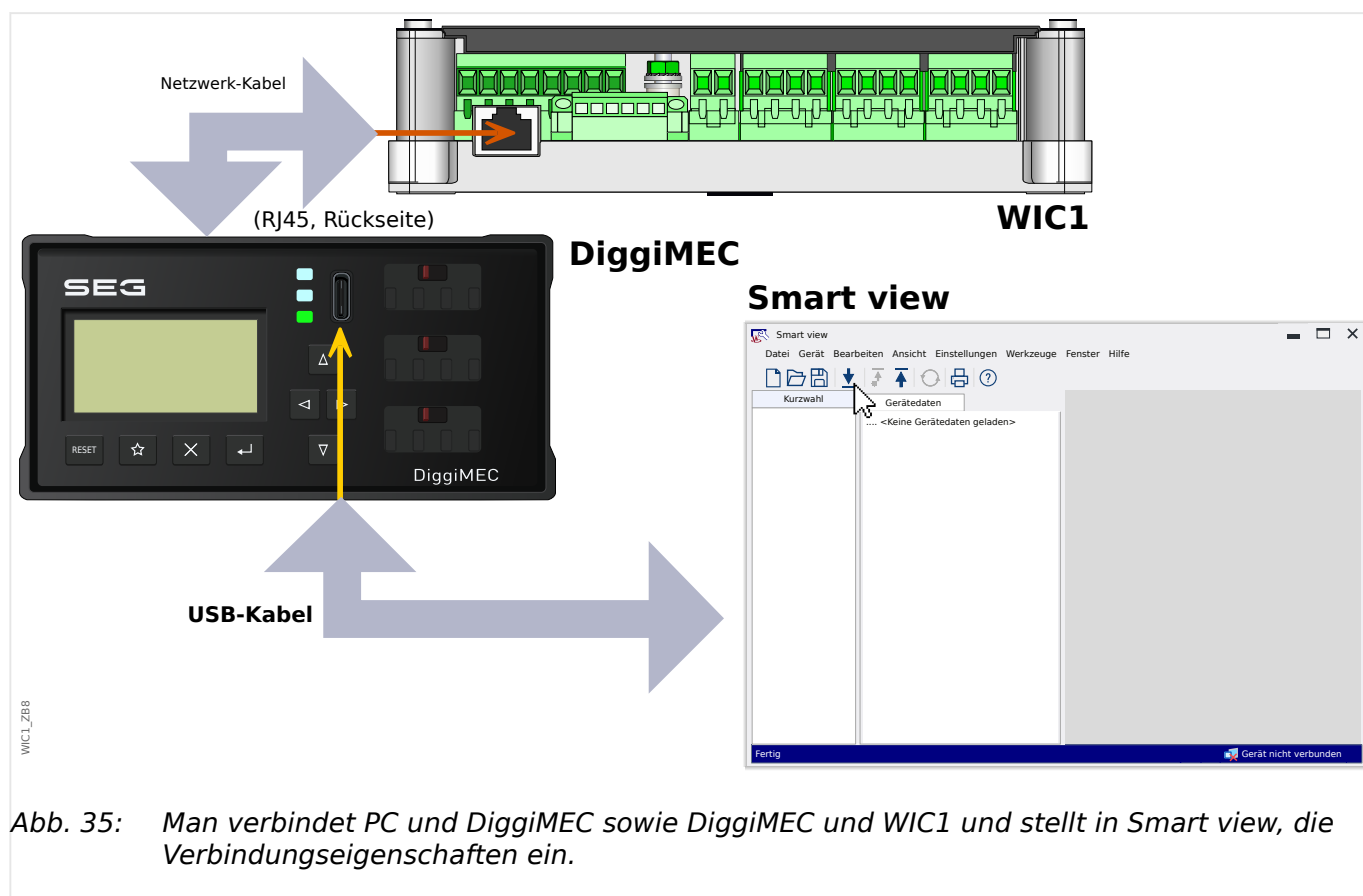 Netzwerk-Kabel
(RJ45, Rückseite)
WIC1
DiggiMEC
SEG
RESET
DiggiMEC
USB-Kabel
Smart view
Smart view
Datei Gerät Bearbeiten Ansicht Einstellungen Werkzeuge Fenster Hilfe
Kurzwahl
Gerätedaten
.... <Keine Gerätedaten geladen>
Fertig
Gerät nicht verbunden
WIC1_ZB8
Abb. 35: Man verbindet PC und DiggiMEC sowie DiggiMEC und WIC1 und stellt in Smart view, die
Verbindungseigenschaften ein.